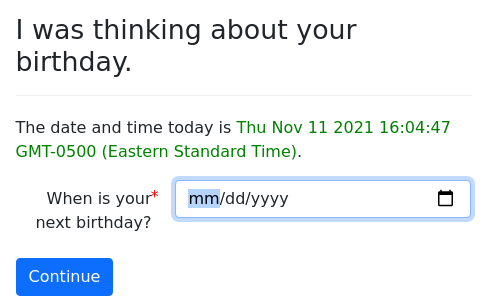 I was thinking about your
birthday.
The date and time today is Thu Nov 11 2021 16:04:47
GMT-0500 (Eastern Standard Time).
When is your* mm/dd/yyyy
next birthday?
Continue